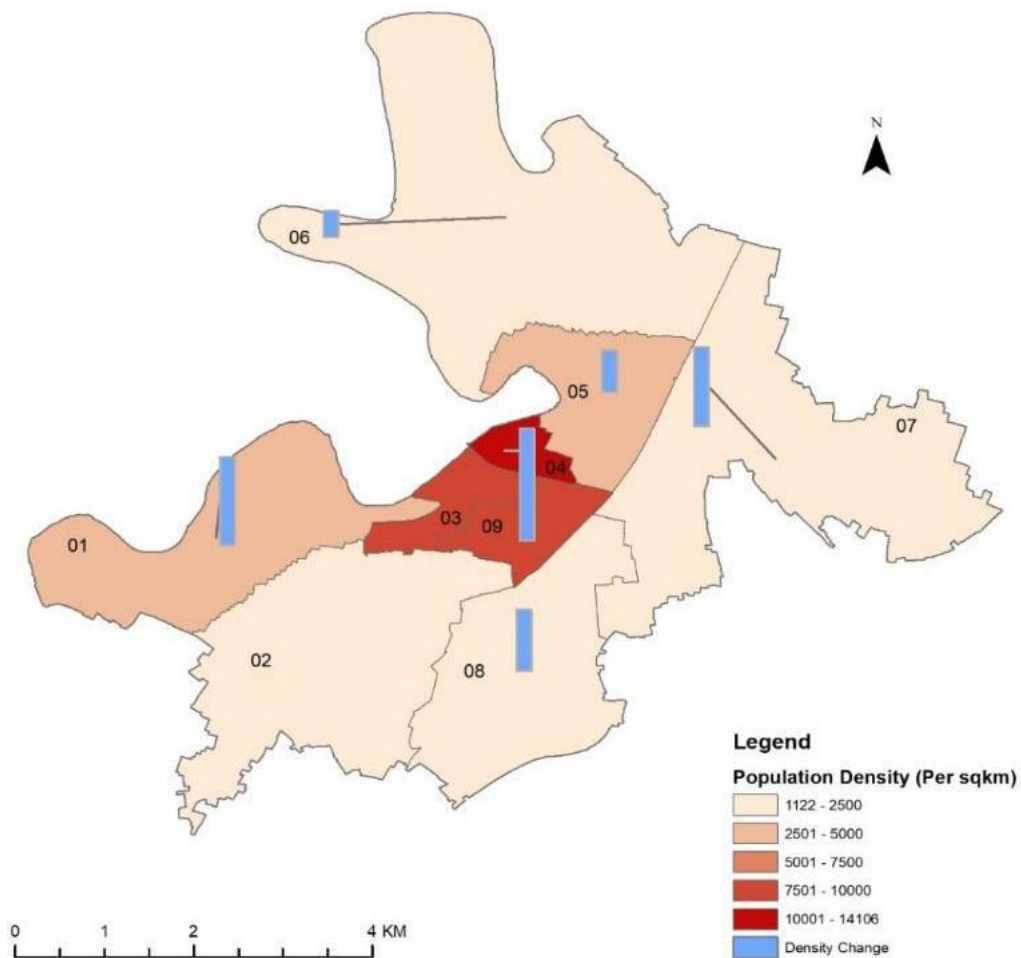 N
06
05
07
04
03
09
01
02
08
Legend
Population Density (Per sqkm)
1122 - 2500
2501 - 5000
5001 - 7500
7501 - 10000
10001 - 14106
Density Change
0 1 2 4 KM